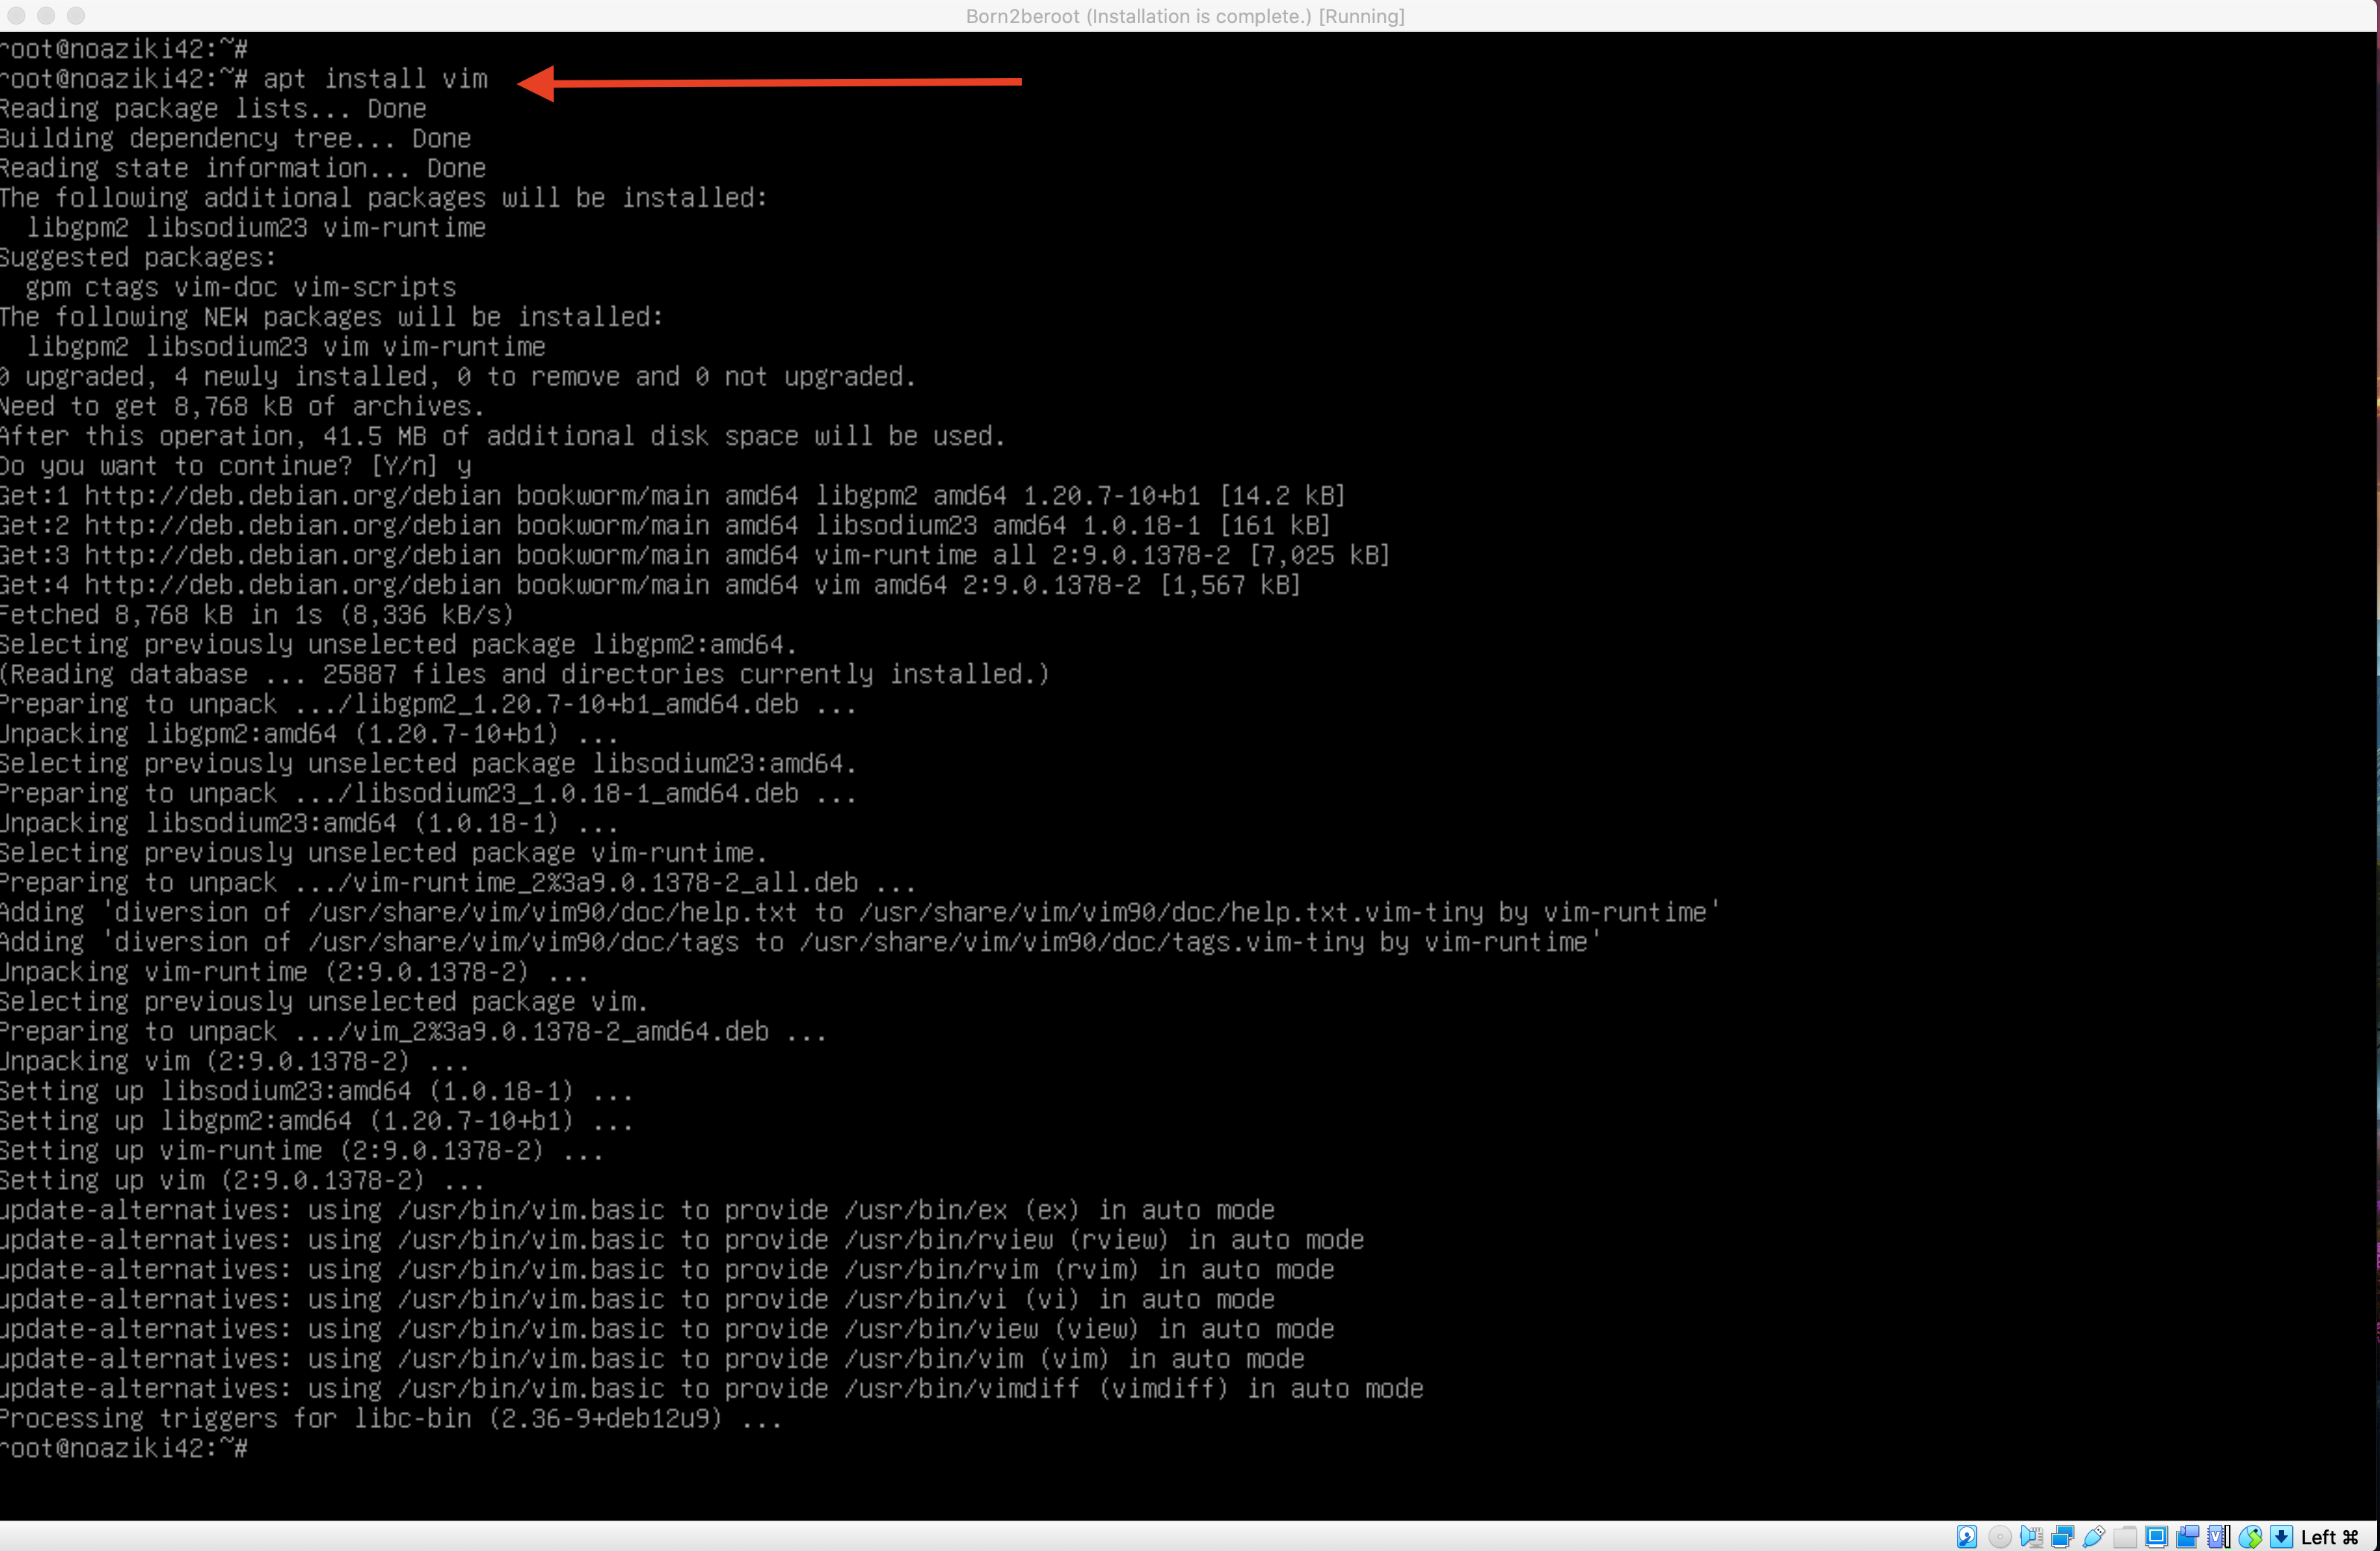 Born2beroot (Installation is complete.) [Running]
root@noaziki42:~#
root@noaziki42:~# apt install vim
Reading package lists... Done
Building dependency tree... Done
Reading state information... Done
The following additional packages will be installed:
  libgpm2 libsodium23 vim-runtime
Suggested packages:
  gpm ctags vim-doc vim-scripts
The following NEW packages will be installed:
  libgpm2 libsodium23 vim vim-runtime
0 upgraded, 4 newly installed, 0 to remove and 0 not upgraded.
Need to get 8,768 kB of archives.
After this operation, 41.5 MB of additional disk space will be used.
Do you want to continue? [Y/n] y
Get:1 http://deb.debian.org/debian bookworm/main amd64 libgpm2 amd64 1.20.7-10+b1 [14.2 kB]
Get:2 http://deb.debian.org/debian bookworm/main amd64 libsodium23 amd64 1.0.18-1 [161 kB]
Get:3 http://deb.debian.org/debian bookworm/main amd64 vim-runtime all 2:9.0.1378-2 [7,025 kB]
Get:4 http://deb.debian.org/debian bookworm/main amd64 vim amd64 2:9.0.1378-2 [1,567 kB]
Fetched 8,768 kB in 1s (8,336 kB/s)
Selecting previously unselected package libgpm2:amd64.
(Reading database ... 25887 files and directories currently installed.)
Preparing to unpack .../libgpm2_1.20.7-10+b1_amd64.deb ...
Unpacking libgpm2:amd64 (1.20.7-10+b1) ...
Selecting previously unselected package libsodium23:amd64.
Preparing to unpack .../libsodium23_1.0.18-1_amd64.deb ...
Unpacking libsodium23:amd64 (1.0.18-1) ...
Selecting previously unselected package vim-runtime.
Preparing to unpack .../vim-runtime_2%3a9.0.1378-2_all.deb ...
Adding 'diversion of /usr/share/vim/vim90/doc/help.txt to /usr/share/vim/vim90/doc/help.txt.vim-tiny by vim-runtime'
Adding 'diversion of /usr/share/vim/vim90/doc/tags to /usr/share/vim/vim90/doc/tags.vim-tiny by vim-runtime'
Unpacking vim-runtime (2:9.0.1378-2) ...
Selecting previously unselected package vim.
Preparing to unpack .../vim_2%3a9.0.1378-2_amd64.deb ...
Unpacking vim (2:9.0.1378-2) ...
Setting up libsodium23:amd64 (1.0.18-1) ...
Setting up libgpm2:amd64 (1.20.7-10+b1) ...
Setting up vim-runtime (2:9.0.1378-2) ...
Setting up vim (2:9.0.1378-2) ...
update-alternatives: using /usr/bin/vim.basic to provide /usr/bin/ex (ex) in auto mode
update-alternatives: using /usr/bin/vim.basic to provide /usr/bin/rview (rview) in auto mode
update-alternatives: using /usr/bin/vim.basic to provide /usr/bin/rvim (rvim) in auto mode
update-alternatives: using /usr/bin/vim.basic to provide /usr/bin/vi (vi) in auto mode
update-alternatives: using /usr/bin/vim.basic to provide /usr/bin/view (view) in auto mode
update-alternatives: using /usr/bin/vim.basic to provide /usr/bin/vim (vim) in auto mode
update-alternatives: using /usr/bin/vim.basic to provide /usr/bin/vimdiff (vimdiff) in auto mode
Processing triggers for libc-bin (2.36-9+deb12u9) ...
root@noaziki42:~#
Left ⌘